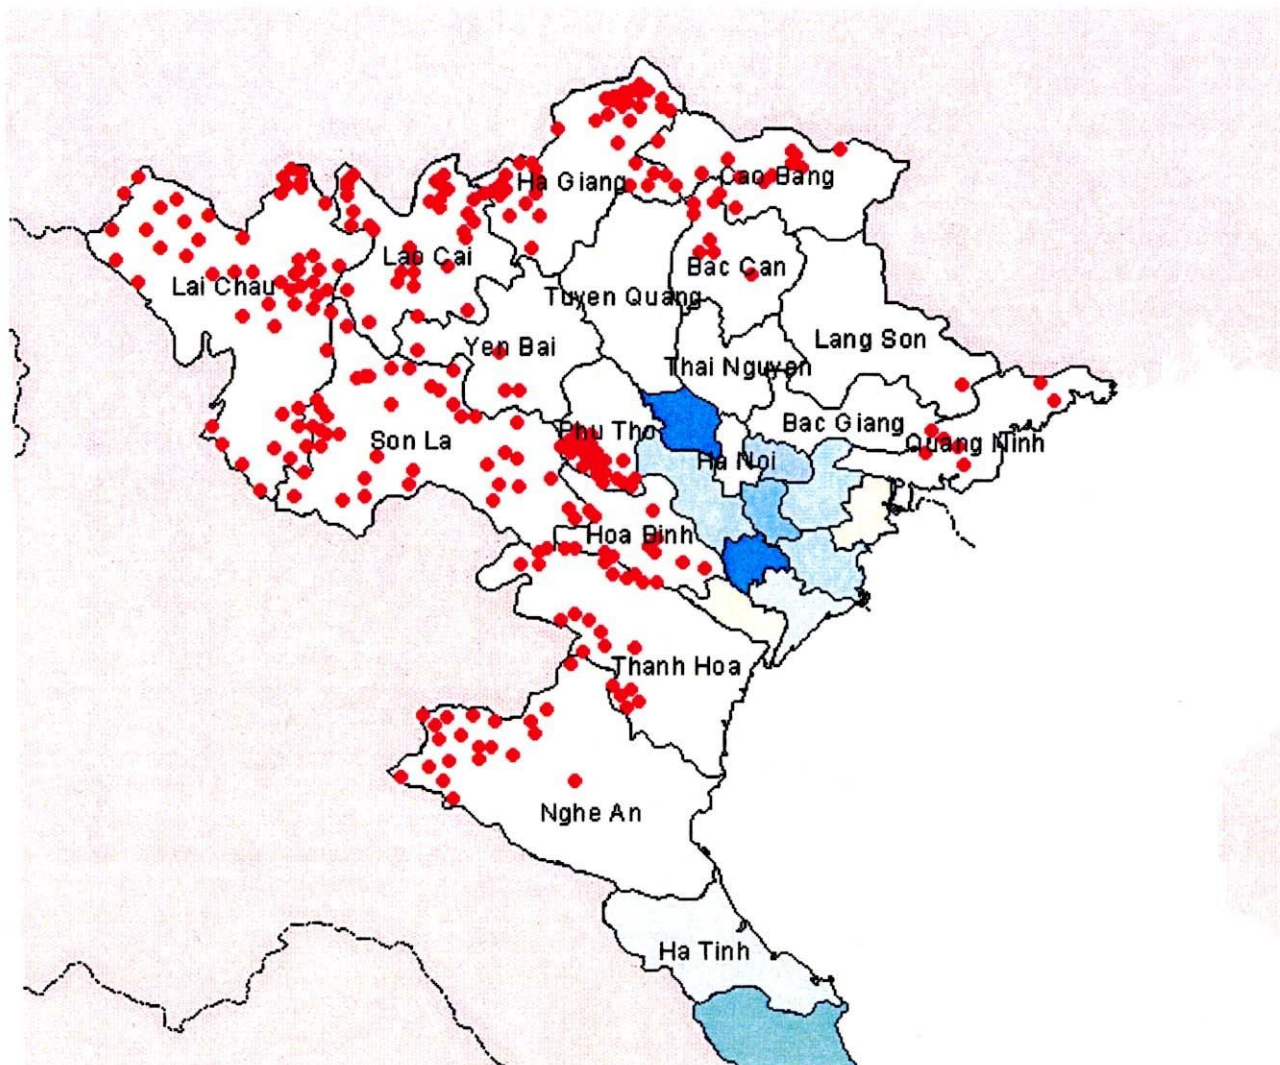 Ha Giang
Cao Bang
Lao Cai
Bac Can
Lai Chau
Tuyen Quang
Lang Son
Yen Bai
Thai Nguyen
Bac Giang
Phu Tho
Son La
Quang Ninh
Ha Noi
Hoa Binh
Thanh Hoa
Nghe An
Ha Tinh